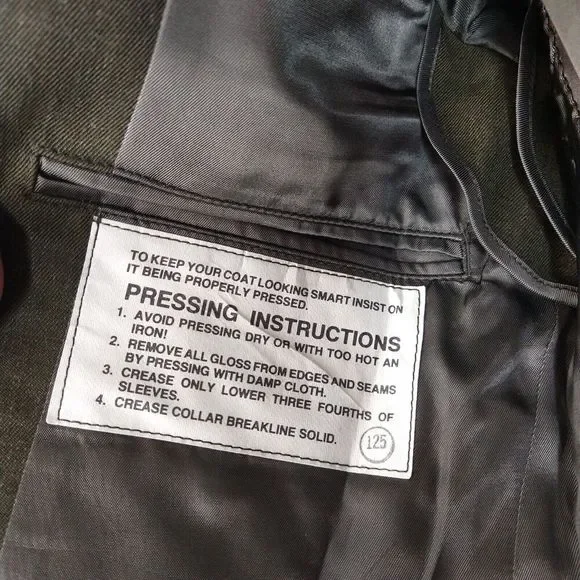 TO KEEP YOUR COAT LOOKING SMART INSIST ON
IT BEING PROPERLY PRESSED.
PRESSING INSTRUCTIONS
1. AVOID PRESSING DRY OR WITH TOO HOT AN
IRON!
2. REMOVE ALL GLOSS FROM EDGES AND SEAMS
BY PRESSING WITH DAMP CLOTH.
3. CREASE ONLY LOWER THREE FOURTHS OF
SLEEVES.
4. CREASE COLLAR BREAKLINE SOLID.
125